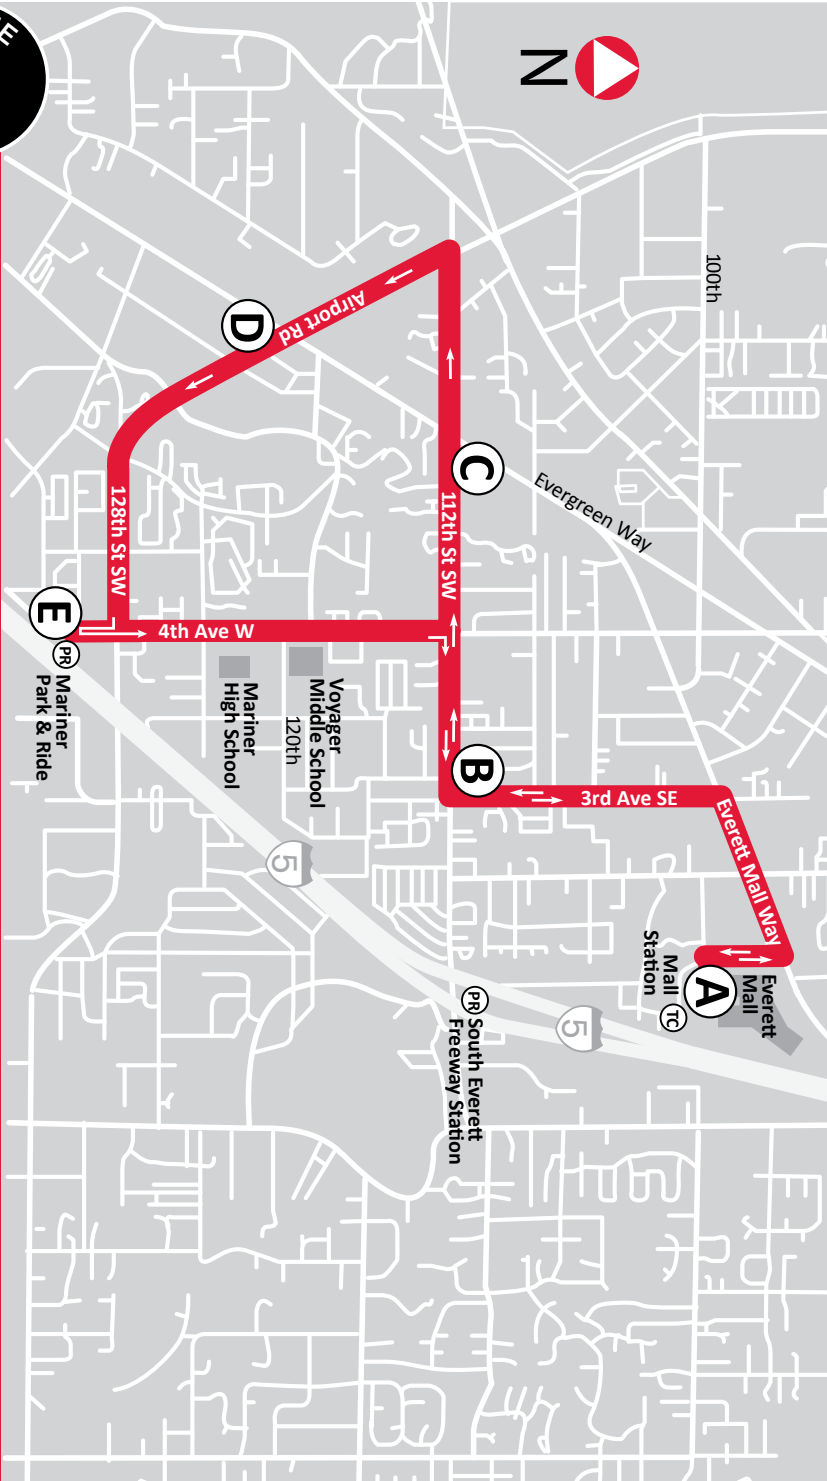 N
100th
Airport Rd
D
C
Evergreen Way
112th St SW
128th St SW
E
PR
Mariner
Park & Ride
4th Ave W
Mariner
High School
Voyager
Middle School
120th
B
3rd Ave SE
Everett Mall Way
Everett
Mall
A
Mall
Station
TC
5
5
PR
South Everett
Freeway Station